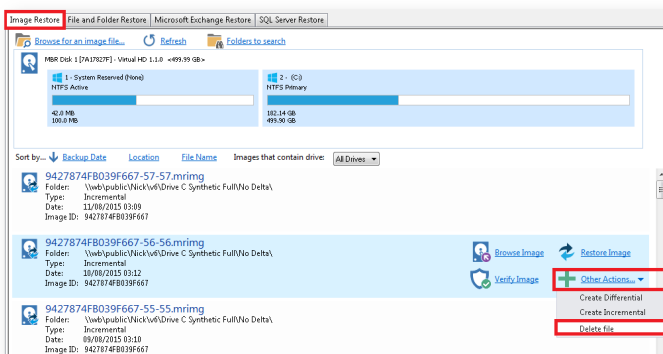 Image Restore File and Folder Restore Microsoft Exchange Restore SQL Server Restore
Browse for an image file... Refresh Folders to search
MBR Disk 1 [7A17827F] - Virtual HD 1.1.0 <499.99 GB>
1 - System Reserved (None) 2 - (C:)
NTFS Active NTFS Primary
42.0 MB 182.14 GB
100.0 MB 499.90 GB
Sort by... Backup Date Location File Name Images that contain drive: All Drives
9427874FB039F667-57-57.mrimg
Folder: \\wb\public\Nick\v6\Drive C Synthetic Full\No Delta\
Type: Incremental
Date: 11/08/2015 03:09
Image ID: 9427874FB039F667
9427874FB039F667-56-56.mrimg
Folder: \\wb\public\Nick\v6\Drive C Synthetic Full\No Delta\ Browse Image Restore Image
Type: Incremental
Date: 10/08/2015 03:12 Verify Image Other Actions...
Image ID: 9427874FB039F667
Create Differential
9427874FB039F667-55-55.mrimg Create Incremental
Folder: \\wb\public\Nick\v6\Drive C Synthetic Full\No Delta\
Type: Incremental Delete file
Date: 09/08/2015 03:10
Image ID: 9427874FB039F667